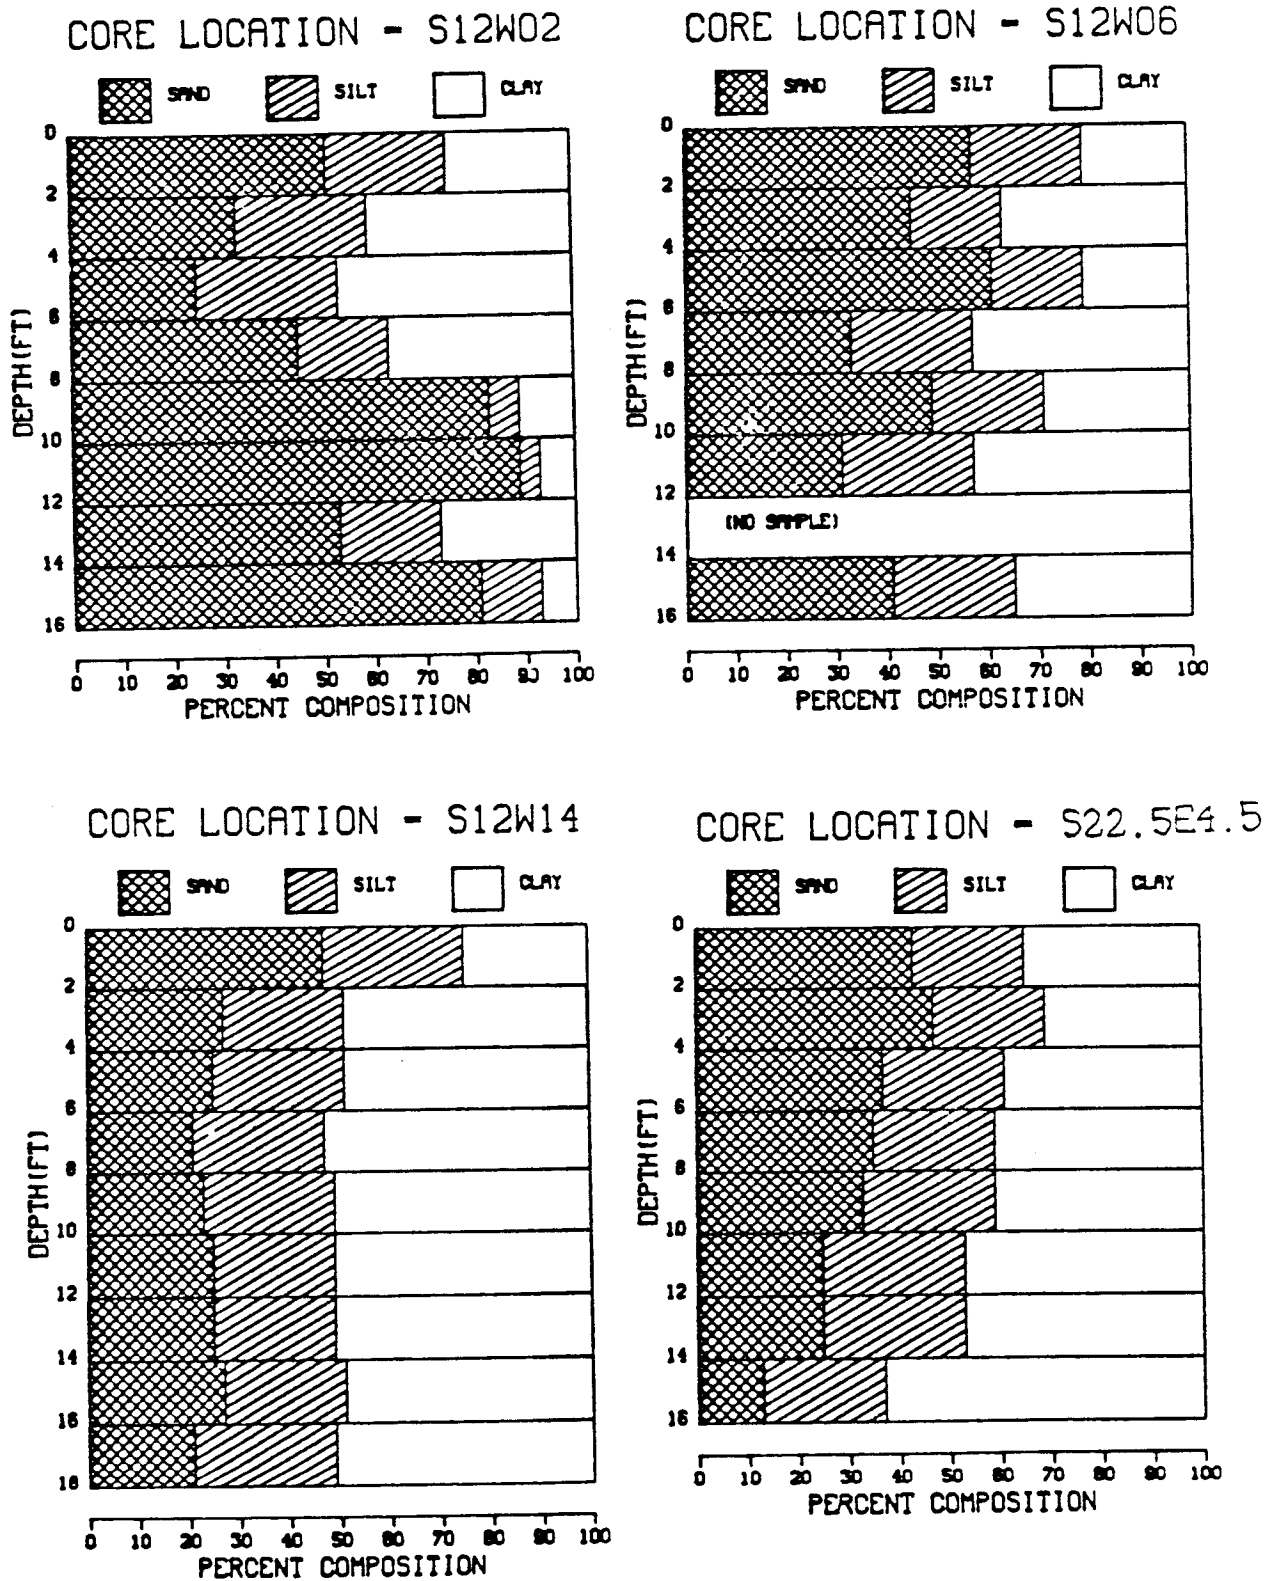 CORE LOCATION - S12W02
SAND SILT CLAY
0
2
4
6
8
10
12
14
16
DEPTH(FT)
0 10 20 30 40 50 60 70 80 90 100
PERCENT COMPOSITION
CORE LOCATION - S12W06
SAND SILT CLAY
0
2
4
6
8
10
12
(NO SAMPLE)
14
16
DEPTH(FT)
0 10 20 30 40 50 60 70 80 90 100
PERCENT COMPOSITION
CORE LOCATION - S12W14
SAND SILT CLAY
0
2
4
6
8
10
12
14
16
18
DEPTH(FT)
0 10 20 30 40 50 60 70 80 90 100
PERCENT COMPOSITION
CORE LOCATION - S22.5E4.5
SAND SILT CLAY
0
2
4
6
8
10
12
14
16
DEPTH(FT)
0 10 20 30 40 50 60 70 80 90 100
PERCENT COMPOSITION